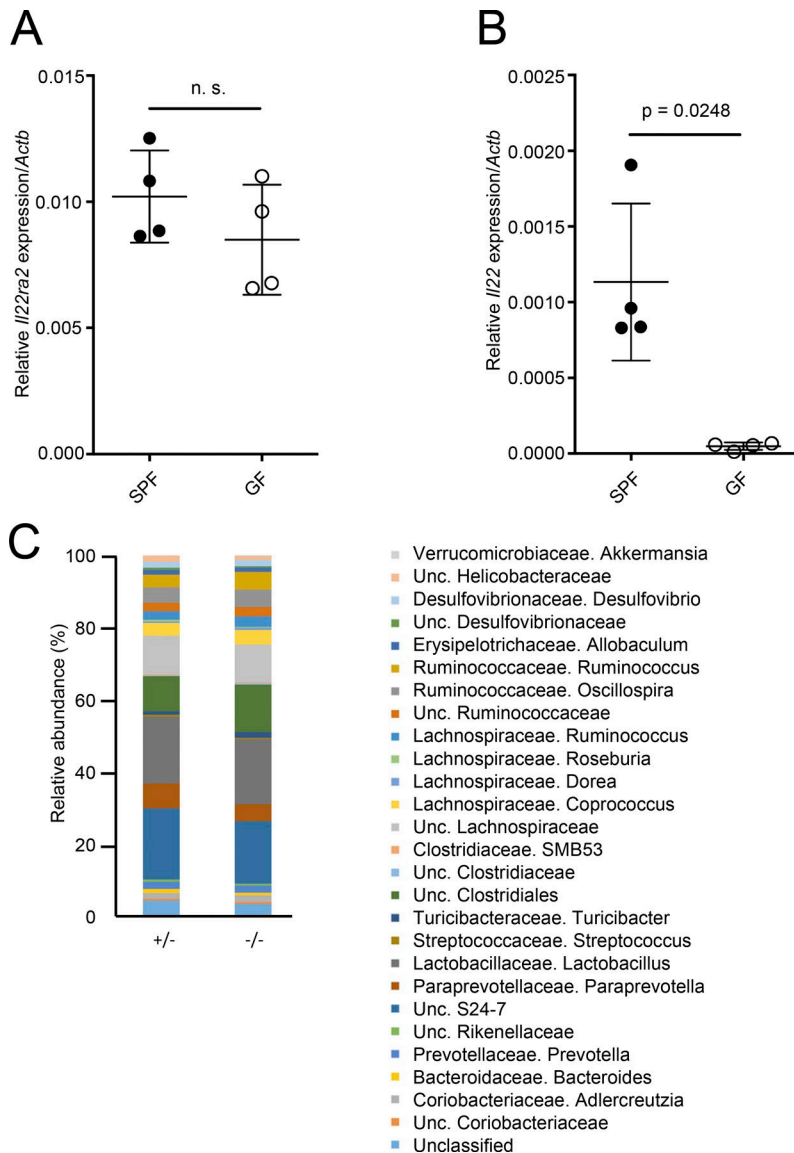 A
0.015
n. s.
0.010
0.005
0.000
Relative Il22ra2 expression/Actb
SPF
GF
B
0.0025
p = 0.0248
0.0020
0.0015
0.0010
0.0005
0.0000
Relative Il22 expression/Actb
SPF
GF
C
100
80
60
40
20
0
Relative abundance (%)
+/-
-/-
Verrucomicrobiaceae. Akkermansia
Unc. Helicobacteraceae
Desulfovibrionaceae. Desulfovibrio
Unc. Desulfovibrionaceae
Erysipelotrichaceae. Allobaculum
Ruminococcaceae. Ruminococcus
Ruminococcaceae. Oscillospira
Unc. Ruminococcaceae
Lachnospiraceae. Ruminococcus
Lachnospiraceae. Roseburia
Lachnospiraceae. Dorea
Lachnospiraceae. Coprococcus
Unc. Lachnospiraceae
Clostridiaceae. SMB53
Unc. Clostridiaceae
Unc. Clostridiales
Turicibacteraceae. Turicibacter
Streptococcaceae. Streptococcus
Lactobacillaceae. Lactobacillus
Paraprevotellaceae. Paraprevotella
Unc. S24-7
Unc. Rikenellaceae
Prevotellaceae. Prevotella
Bacteroidaceae. Bacteroides
Coriobacteriaceae. Adlercreutzia
Unc. Coriobacteriaceae
Unclassified